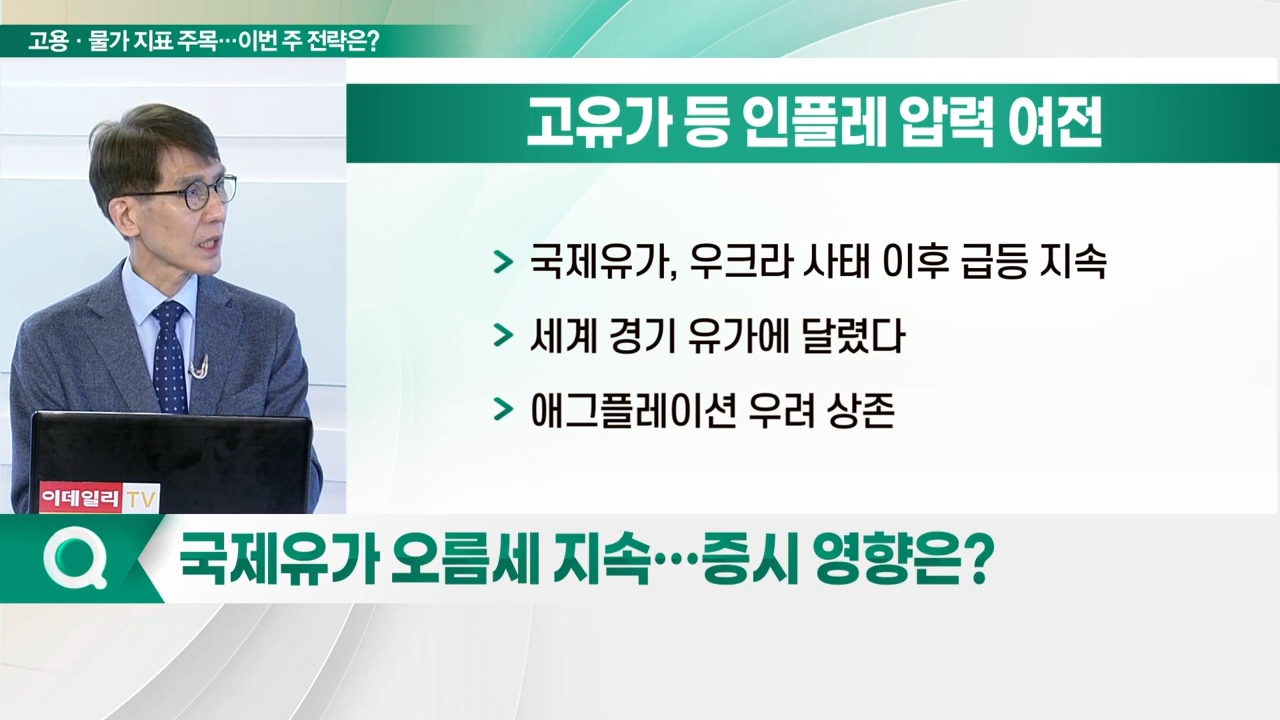 고용·물가 지표 주목…이번 주 전략은?
고유가 등 인플레 압력 여전
> 국제유가, 우크라 사태 이후 급등 지속
> 세계 경기 유가에 달렸다
> 애그플레이션 우려 상존
이데일리 TV
Q 국제유가 오름세 지속…증시 영향은?